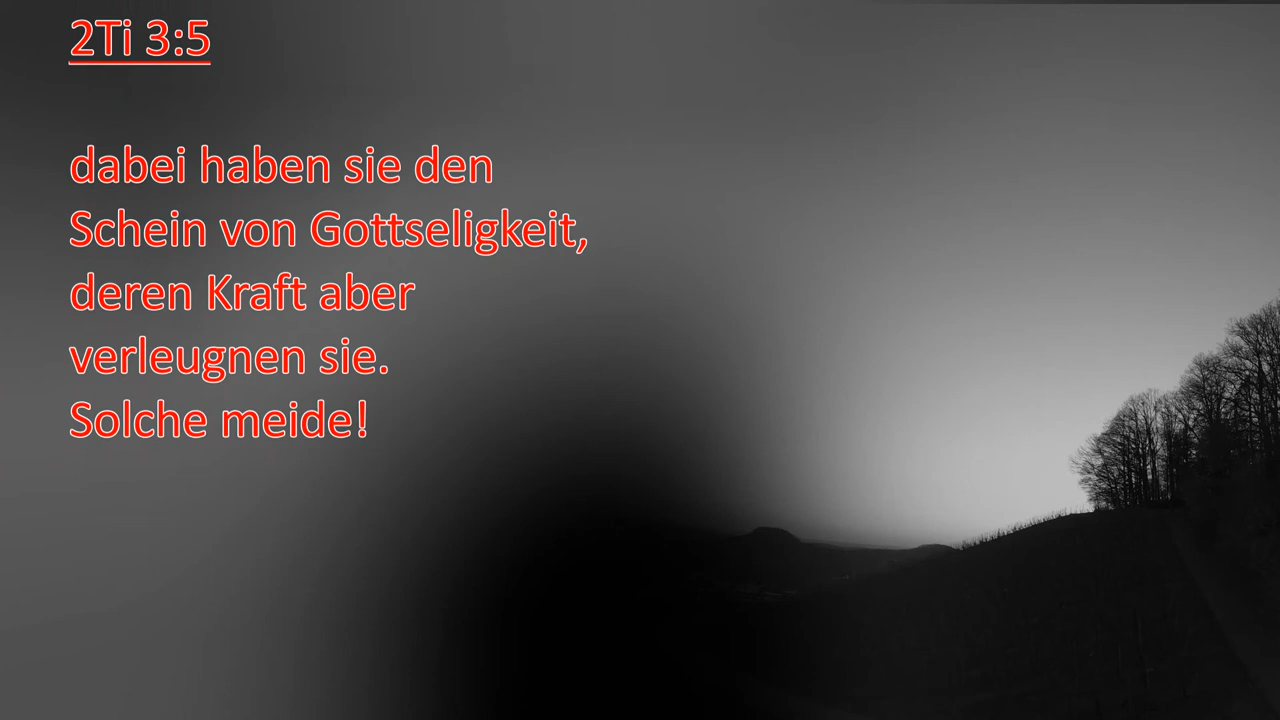 2Ti 3:5
dabei haben sie den
Schein von Gottseligkeit,
deren Kraft aber
verleugnen sie.
Solche meide!